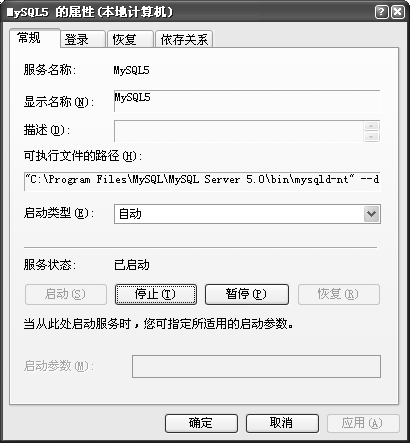 MySQL5 的属性(本地计算机)
常规 登录 恢复 依存关系
服务名称: MySQL5
显示名称(N): MySQL5
描述(D):
可执行文件的路径(H):
"C:\Program Files\MySQL\MySQL Server 5.0\bin\mysqld-nt" --d
启动类型(E): 自动
服务状态: 已启动
启动(S) 停止(T) 暂停(P) 恢复(R)
当从此处启动服务时，您可指定所适用的启动参数。
启动参数(M):
确定 取消 应用(A)